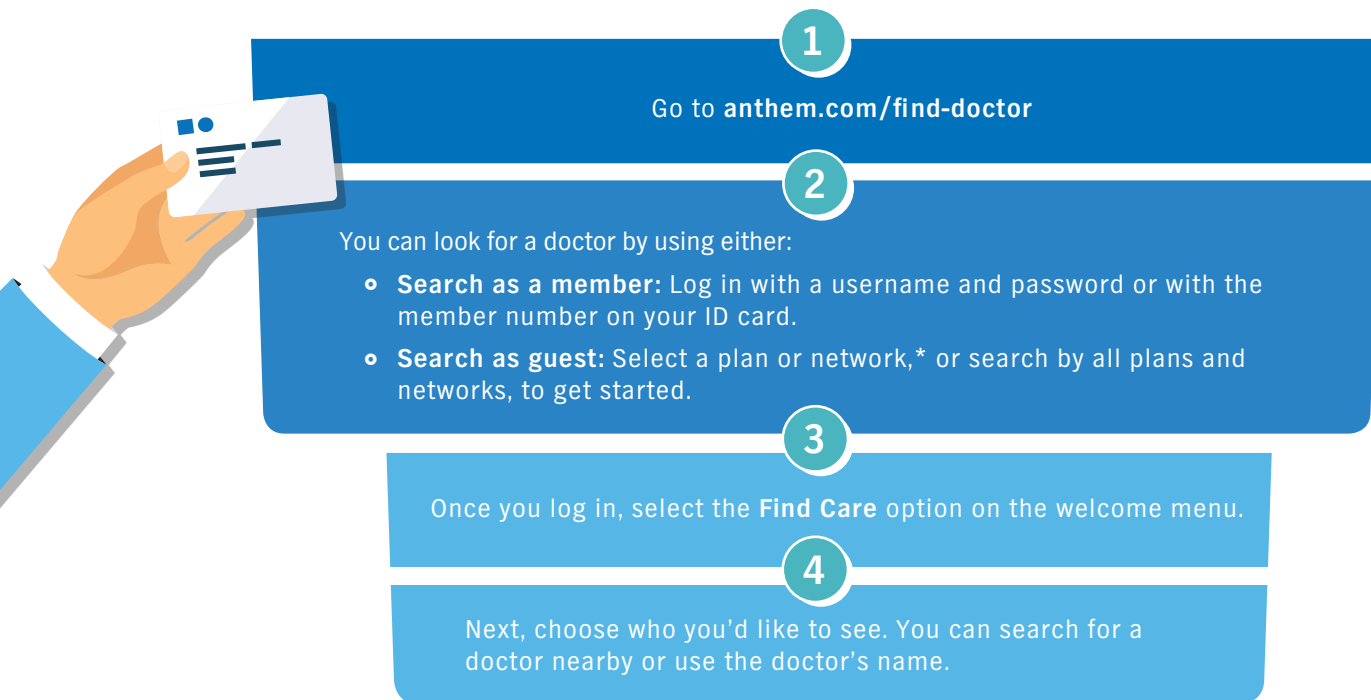 1
Go to anthem.com/find-doctor
2
You can look for a doctor by using either:
Search as a member: Log in with a username and password or with the
member number on your ID card.
Search as guest: Select a plan or network,* or search by all plans and
networks, to get started.
3
Once you log in, select the Find Care option on the welcome menu.
4
Next, choose who you’d like to see. You can search for a
doctor nearby or use the doctor’s name.